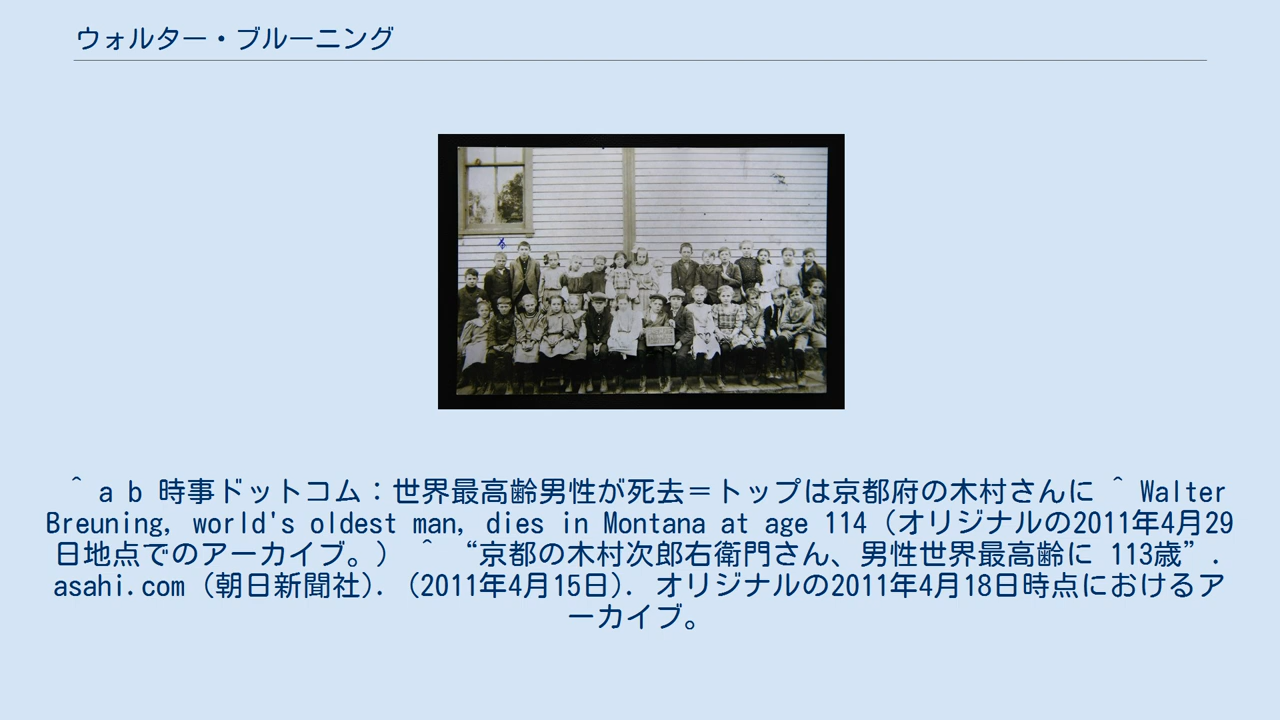 ウォルター・ブルーニング
^ a b 時事ドットコム：世界最高齢男性が死去＝トップは京都府の木村さんに ^ Walter
Breuning, world's oldest man, dies in Montana at age 114（オリジナルの2011年4月29
日地点でのアーカイブ。） ^ “京都の木村次郎右衛門さん、男性世界最高齢に 113歳”.
asahi.com（朝日新聞社）. （2011年4月15日）. オリジナルの2011年4月18日時点におけるア
ーカイブ。